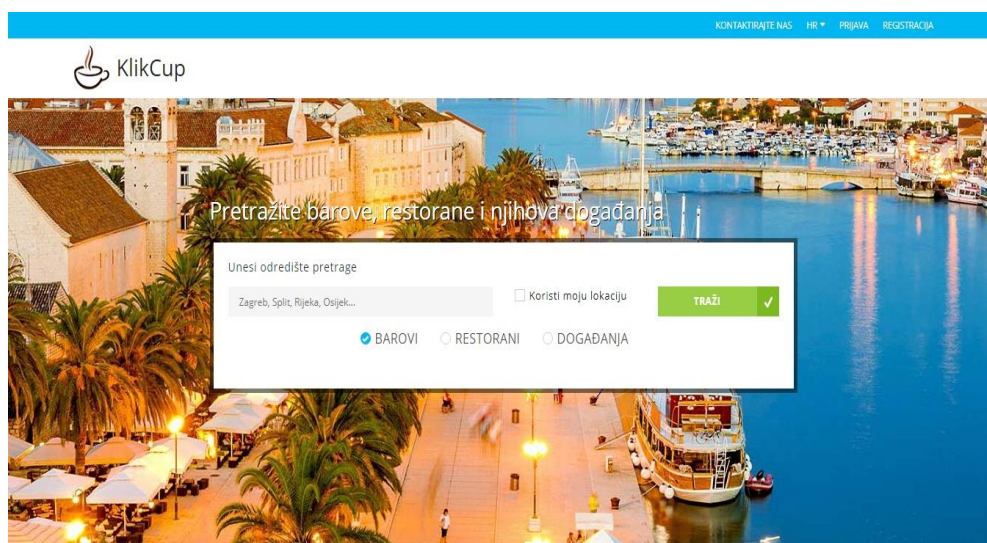 KONTAKTIRAJTE NAS HR PRIJAVA REGISTRACIJA
KlikCup
Pretražite barove, restorane i njihova događanja
Unesi odredište pretrage
Zagreb, Split, Rijeka, Osijek...
Koristi moju lokaciju
TRAŽI
BAROVI RESTORANI DOGAĐANJA